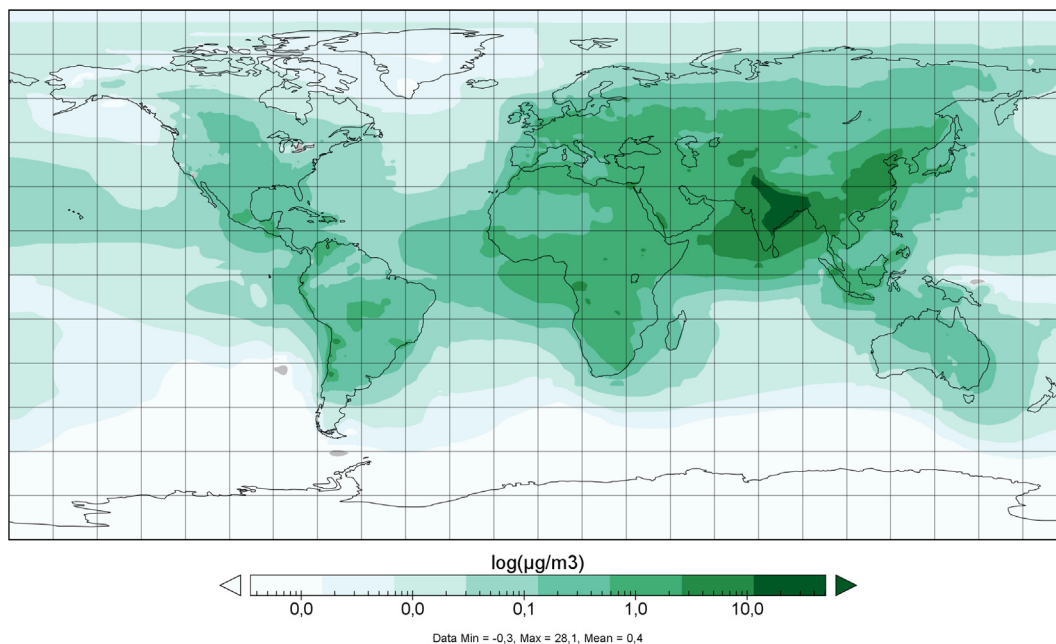 log(µg/m3)
0,0 0,0 0,1 1,0 10,0
Data Min = -0,3, Max = 28,1, Mean = 0,4